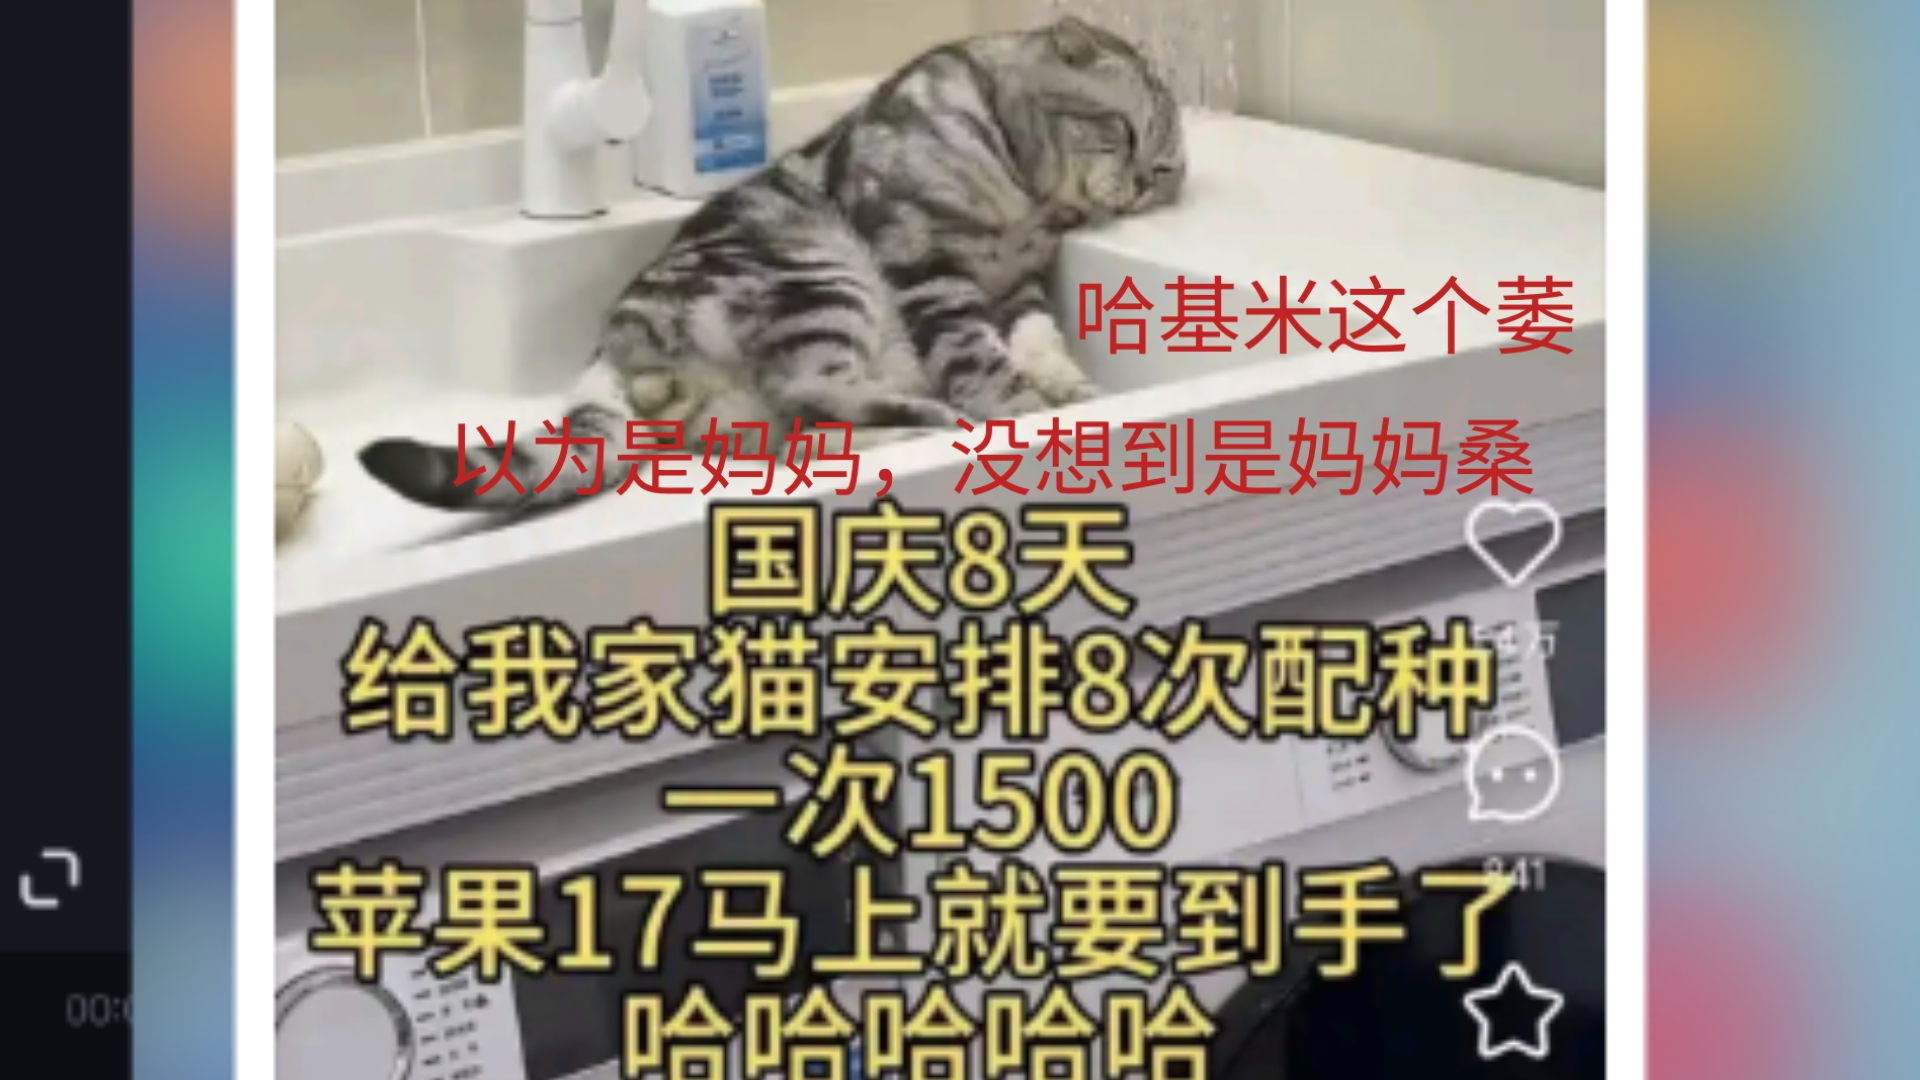 哈基米这个萎
以为是妈妈，没想到是妈妈桑
国庆8天
给我家猫安排8次配种
一次1500
苹果17马上就要到手了
哈哈哈哈哈